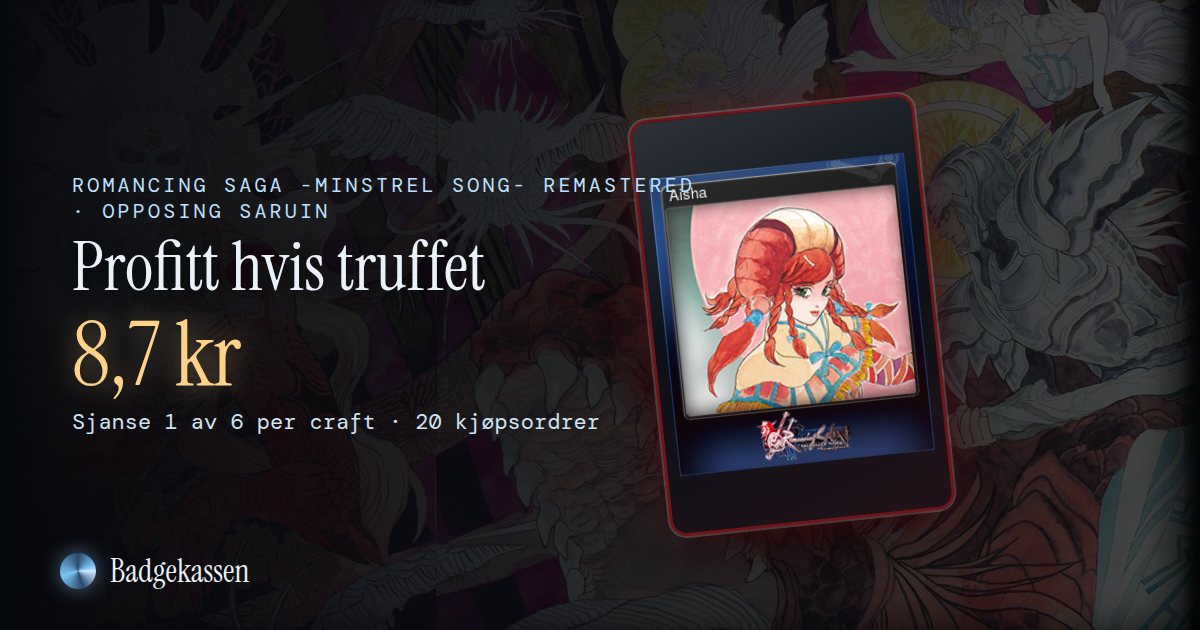 ROMANCING SAGA -MINSTREL SONG- REMASTERED
· OPPOSING SARUIN
Profitt hvis truffet
8,7 kr
Sjanse 1 av 6 per craft · 20 kjøpsordrer
Aisha
Badgekassen